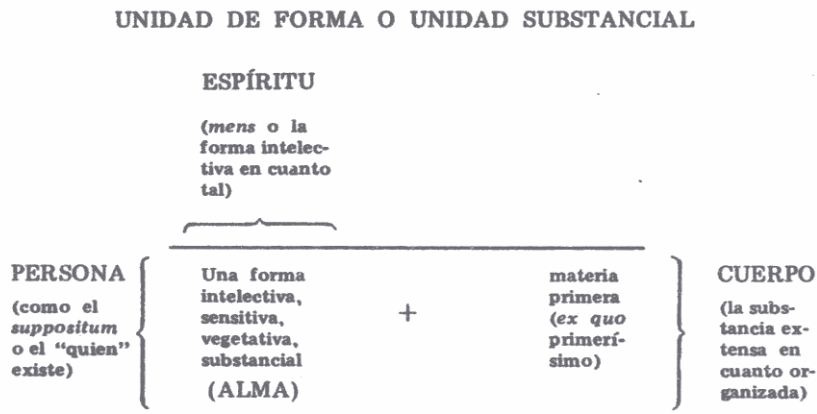 UNIDAD DE FORMA O UNIDAD SUBSTANCIAL
ESPÍRITU
(mens o la
forma intelec-
tiva en cuanto
tal)
PERSONA
(como el
suppositum
o el “quien”
existe)
Una forma
intelectiva,
sensitiva,
vegetativa,
substancial
(ALMA)
+
materia
primera
(ex quo
primerí-
simo)
CUERPO
(la subs-
tancia ex-
tensa en
cuanto or-
ganizada)